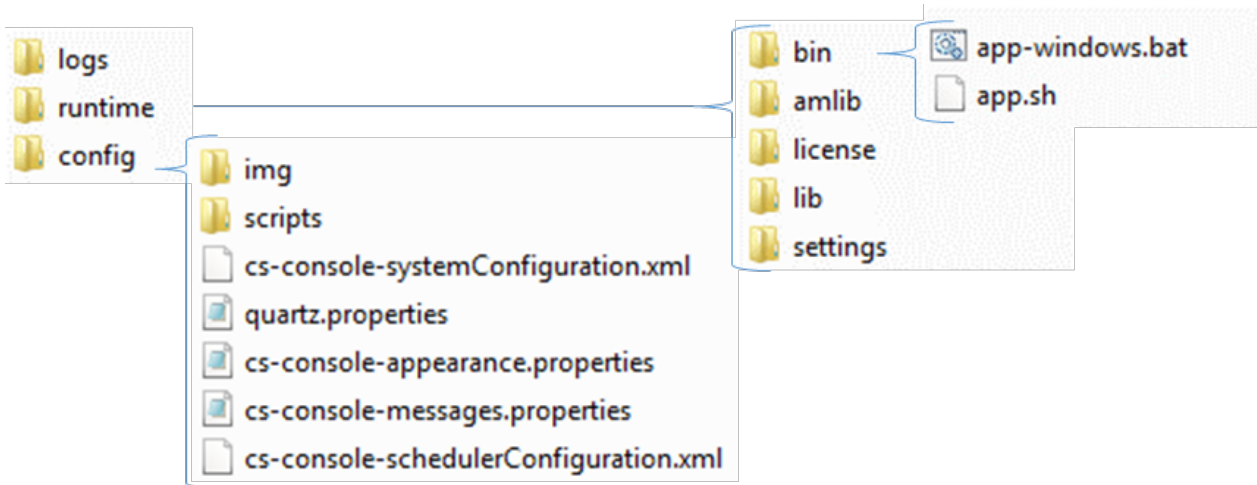 logs
runtime
config
img
scripts
cs-console-systemConfiguration.xml
quartz.properties
cs-console-appearance.properties
cs-console-messages.properties
cs-console-schedulerConfiguration.xml
bin
amlib
license
lib
settings
app-windows.bat
app.sh